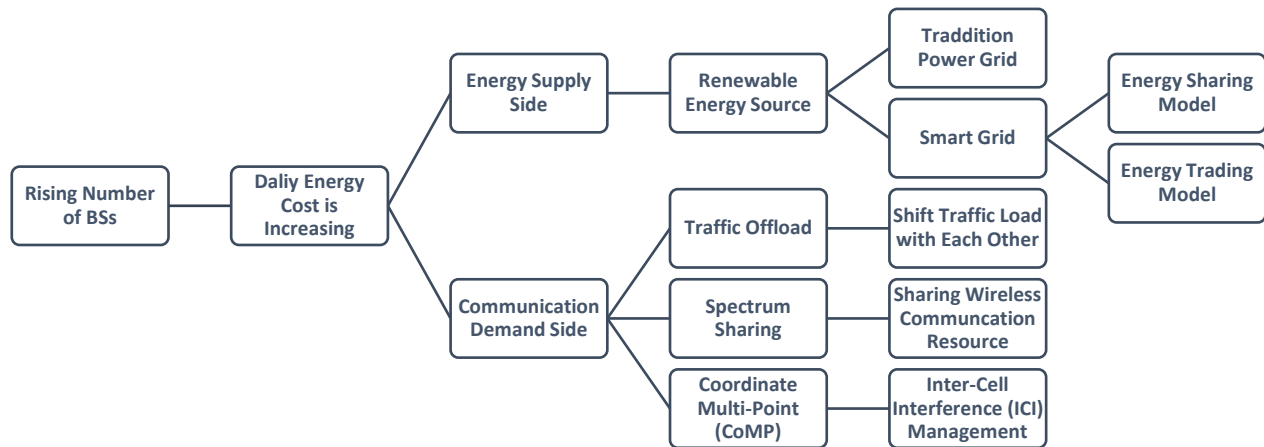 Rising Number
of BSs
Daliy Energy
Cost is
Increasing
Energy Supply
Side
Renewable
Energy Source
Traddition
Power Grid
Smart Grid
Energy Sharing
Model
Energy Trading
Model
Communication
Demand Side
Traffic Offload
Shift Traffic Load
with Each Other
Spectrum
Sharing
Sharing Wireless
Communcation
Resource
Coordinate
Multi-Point
(CoMP)
Inter-Cell
Interference (ICI)
Management